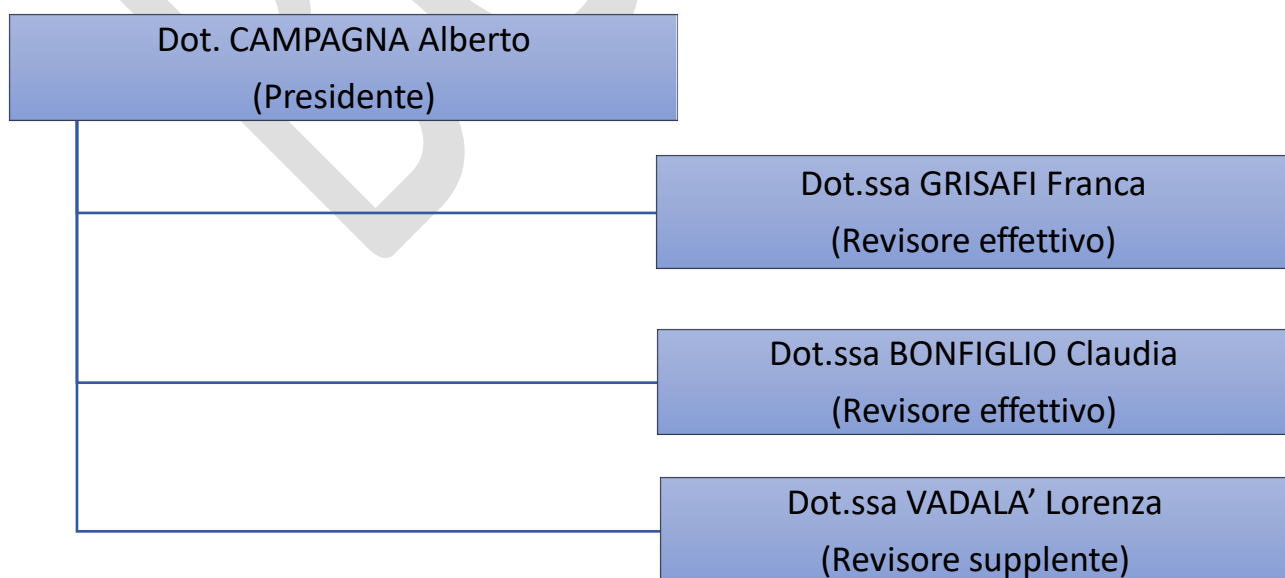 Dot. CAMPAGNA Alberto
(Presidente)
Dot.ssa GRISAFI Franca
(Revisore effettivo)
Dot.ssa BONFIGLIO Claudia
(Revisore effettivo)
Dot.ssa VADALA’ Lorenza
(Revisore supplente)